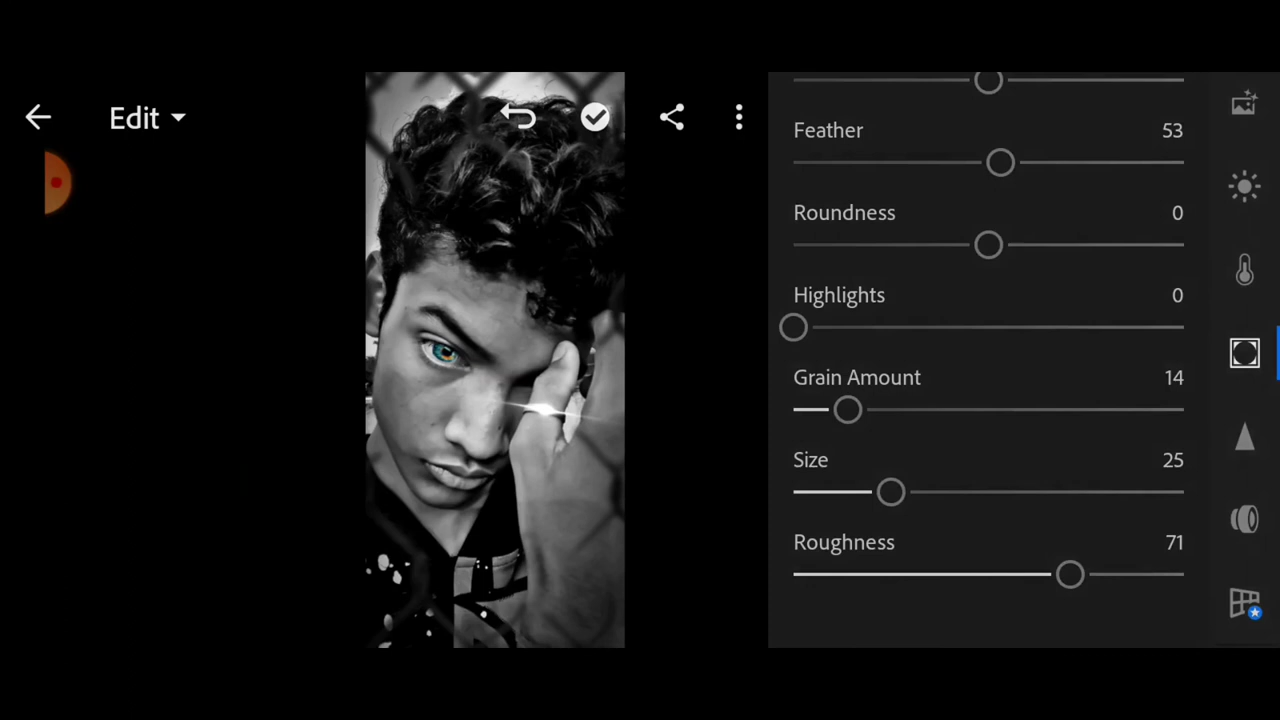 Edit
Feather 53
Roundness 0
Highlights 0
Grain Amount 14
Size 25
Roughness 71